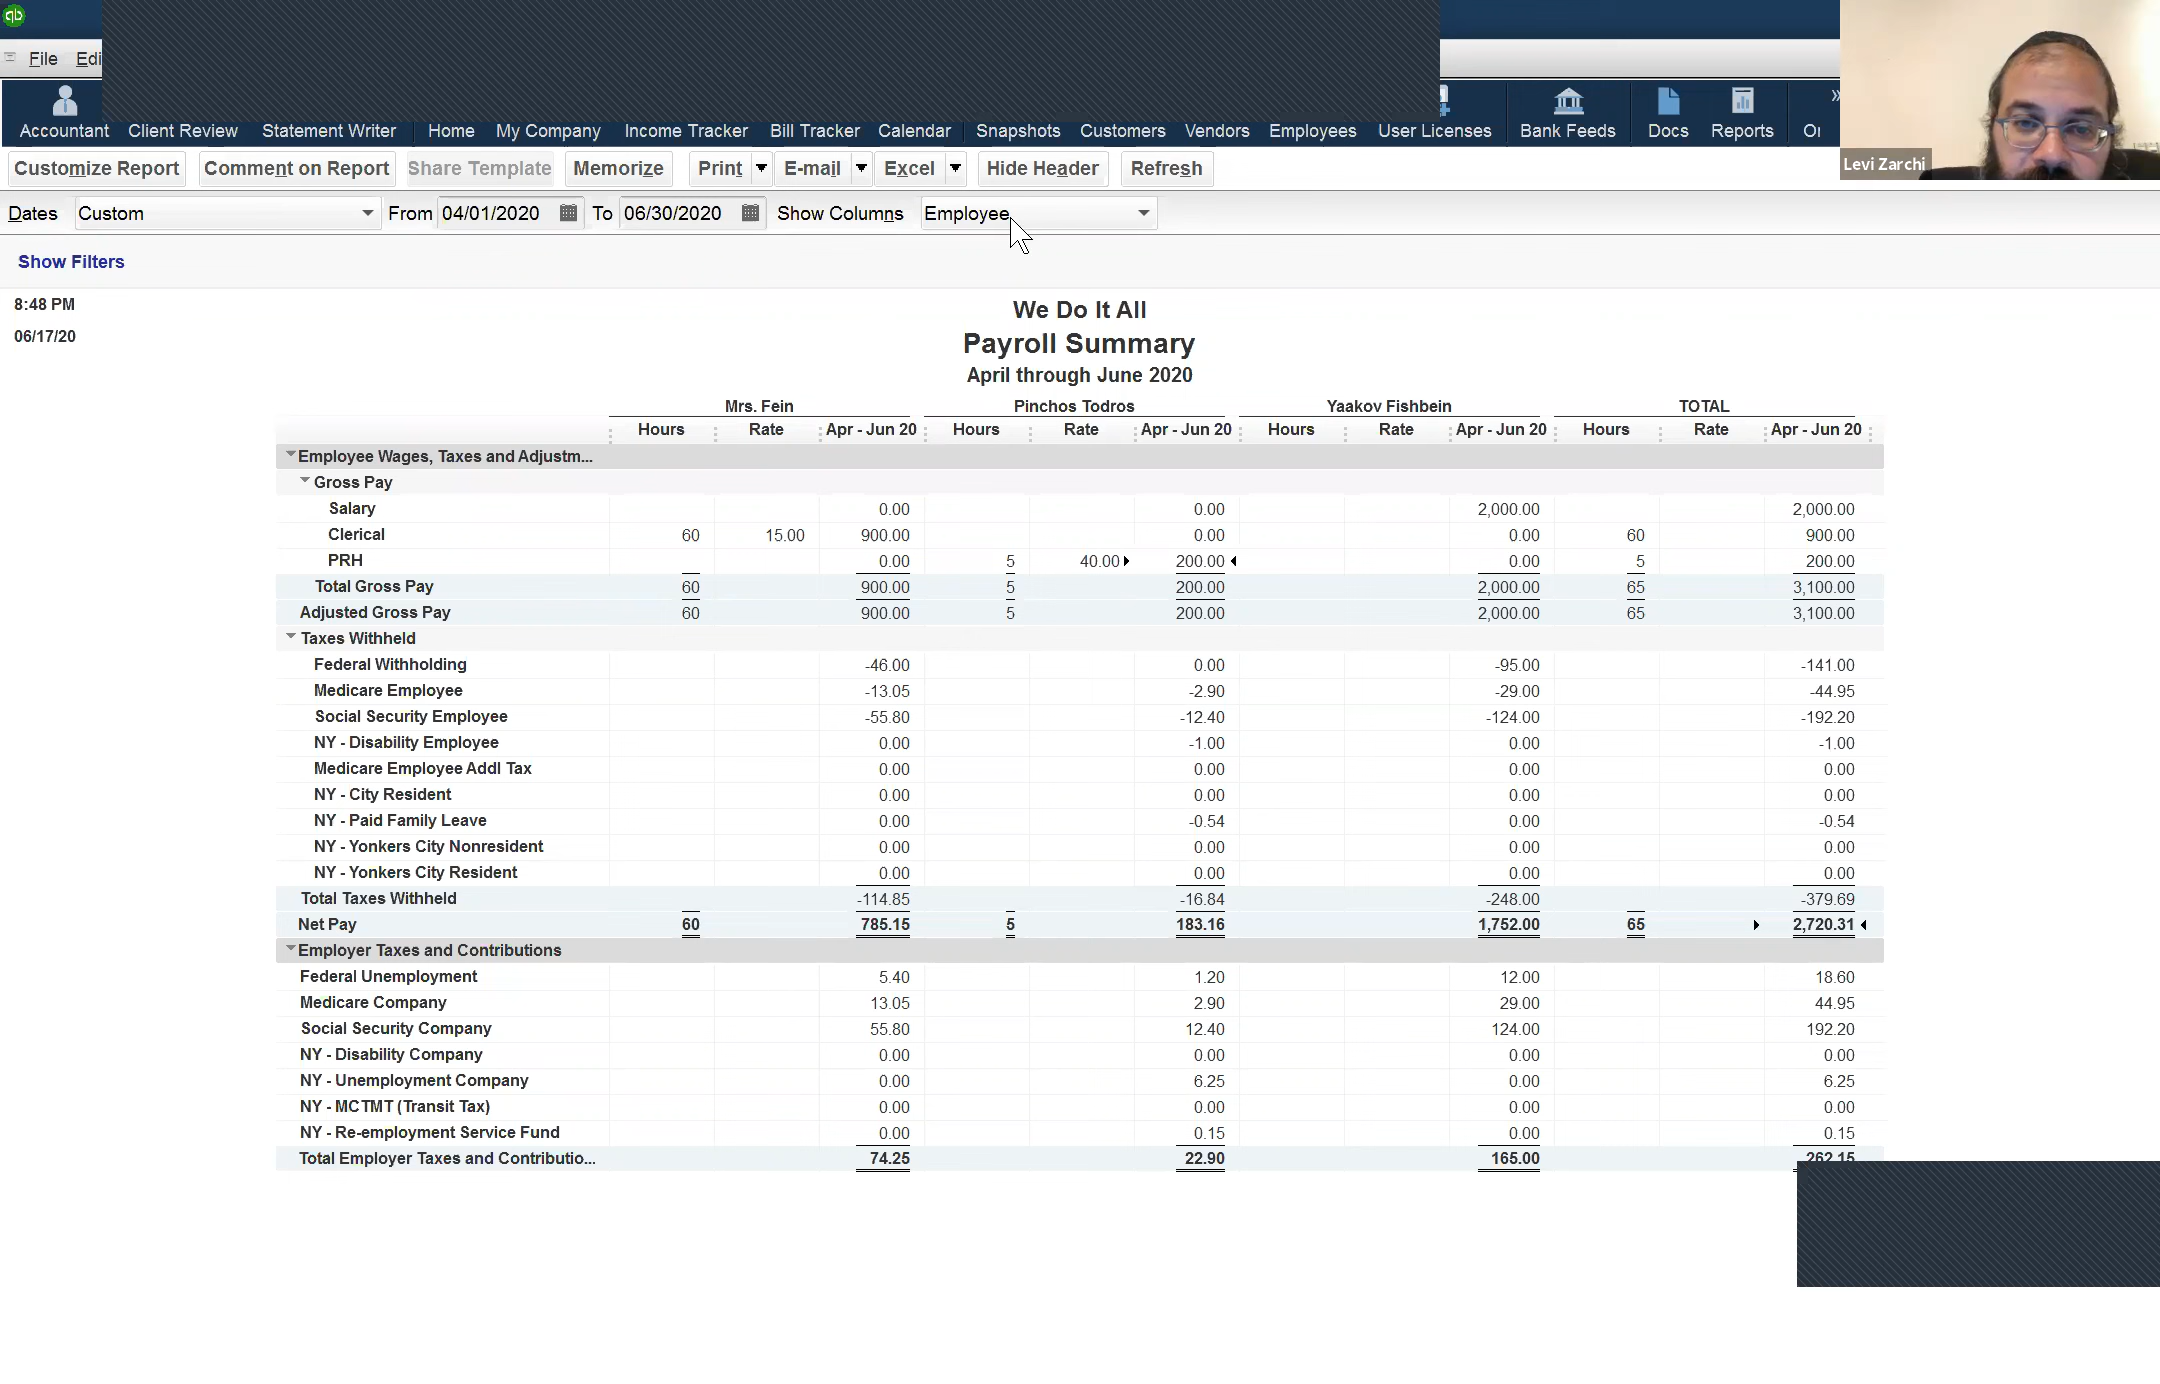 qb
File Edi
Accountant Client Review Statement Writer Home My Company Income Tracker Bill Tracker Calendar Snapshots Customers Vendors Employees User Licenses Bank Feeds Docs Reports
Levi Zarchi
Customize Report Comment on Report Share Template Memorize Print E-mail Excel Hide Header Refresh
Dates Custom From 04/01/2020 To 06/30/2020 Show Columns Employee
Show Filters
8:48 PM
06/17/20
We Do It All
Payroll Summary
April through June 2020
Mrs. Fein Pinchos Todros Yaakov Fishbein TOTAL
Hours Rate Apr - Jun 20 Hours Rate Apr - Jun 20 Hours Rate Apr - Jun 20 Hours Rate Apr - Jun 20
Employee Wages, Taxes and Adjustm...
Gross Pay
Salary 0.00 0.00 2,000.00 2,000.00
Clerical 60 15.00 900.00 0.00 0.00 60 900.00
PRH 0.00 5 40.00 200.00 0.00 5 200.00
Total Gross Pay 60 900.00 5 200.00 2,000.00 65 3,100.00
Adjusted Gross Pay 60 900.00 5 200.00 2,000.00 65 3,100.00
Taxes Withheld
Federal Withholding -46.00 0.00 -95.00 -141.00
Medicare Employee -13.05 -2.90 -29.00 -44.95
Social Security Employee -55.80 -12.40 -124.00 -192.20
NY - Disability Employee 0.00 -1.00 0.00 -1.00
Medicare Employee Addl Tax 0.00 0.00 0.00 0.00
NY - City Resident 0.00 0.00 0.00 0.00
NY - Paid Family Leave 0.00 -0.54 0.00 -0.54
NY - Yonkers City Nonresident 0.00 0.00 0.00 0.00
NY - Yonkers City Resident 0.00 0.00 0.00 0.00
Total Taxes Withheld -114.85 -16.84 -248.00 -379.69
Net Pay 60 785.15 5 183.16 1,752.00 65 2,720.31
Employer Taxes and Contributions
Federal Unemployment 5.40 1.20 12.00 18.60
Medicare Company 13.05 2.90 29.00 44.95
Social Security Company 55.80 12.40 124.00 192.20
NY - Disability Company 0.00 0.00 0.00 0.00
NY - Unemployment Company 0.00 6.25 0.00 6.25
NY - MCTMT (Transit Tax) 0.00 0.00 0.00 0.00
NY - Re-employment Service Fund 0.00 0.15 0.00 0.15
Total Employer Taxes and Contributio... 74.25 22.90 165.00 262.15